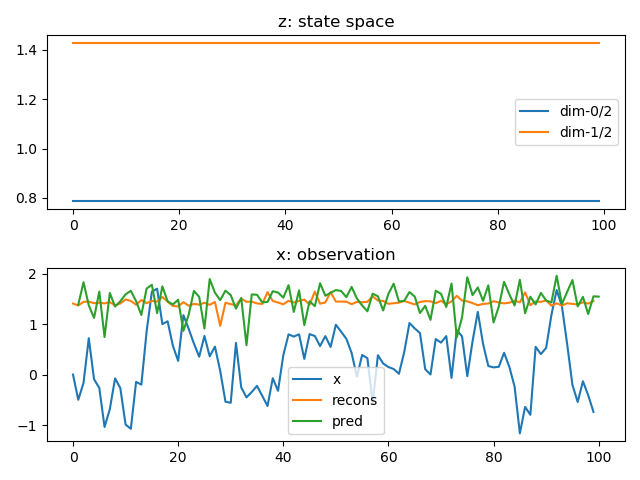 z: state space
1.4
1.2
1.0
0.8
dim-0/2
dim-1/2
0 20 40 60 80 100
x: observation
2
1
0
−1
x
recons
pred
0 20 40 60 80 100